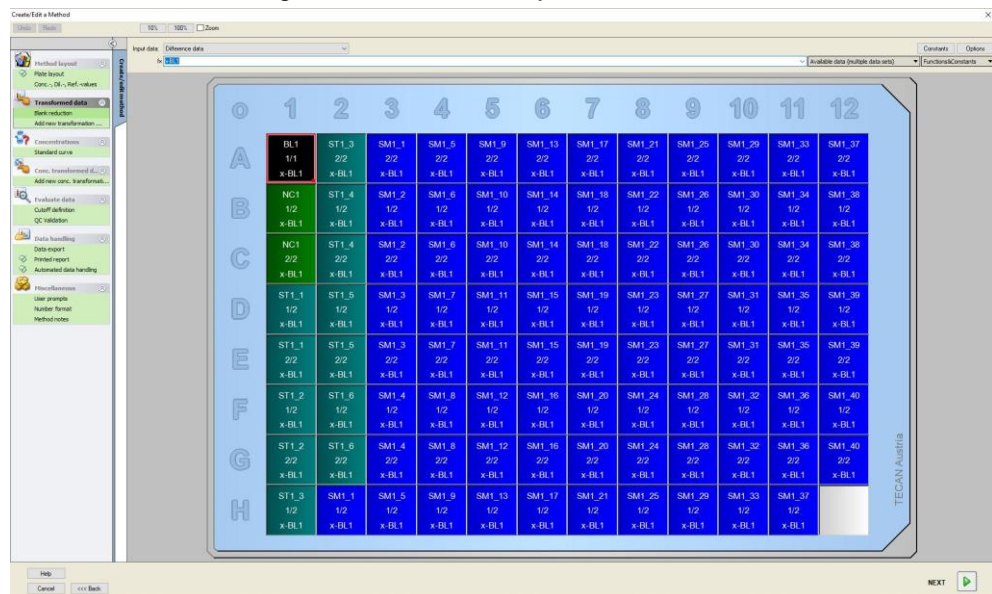 Create/Edit a Method
Undo Redo 10% 100% Zoom
Input data: Difference data Constants Options
fx x-BL1 Available data (multiple data sets) Functions&Constants
Create/edit method
Method layout
Plate layout
Conc.-, Dil.-, Ref.-values
Transformed data
Blank reduction
Add new transformation ...
Concentrations
Standard curve
Conc. transformed d...
Add new conc. transformati...
Evaluate data
Cutoff definition
QC Validation
Data handling
Data export
Printed report
Automated data handling
Miscellaneous
User prompts
Number format
Method notes
1 2 3 4 5 6 7 8 9 10 11 12
A
BL1 ST1_3 SM1_1 SM1_5 SM1_9 SM1_13 SM1_17 SM1_21 SM1_25 SM1_29 SM1_33 SM1_37
1/1 2/2 2/2 2/2 2/2 2/2 2/2 2/2 2/2 2/2 2/2 2/2
x-BL1 x-BL1 x-BL1 x-BL1 x-BL1 x-BL1 x-BL1 x-BL1 x-BL1 x-BL1 x-BL1 x-BL1
B
NC1 ST1_4 SM1_2 SM1_6 SM1_10 SM1_14 SM1_18 SM1_22 SM1_26 SM1_30 SM1_34 SM1_38
1/2 1/2 1/2 1/2 1/2 1/2 1/2 1/2 1/2 1/2 1/2 1/2
x-BL1 x-BL1 x-BL1 x-BL1 x-BL1 x-BL1 x-BL1 x-BL1 x-BL1 x-BL1 x-BL1 x-BL1
C
NC1 ST1_4 SM1_2 SM1_6 SM1_10 SM1_14 SM1_18 SM1_22 SM1_26 SM1_30 SM1_34 SM1_38
2/2 2/2 2/2 2/2 2/2 2/2 2/2 2/2 2/2 2/2 2/2 2/2
x-BL1 x-BL1 x-BL1 x-BL1 x-BL1 x-BL1 x-BL1 x-BL1 x-BL1 x-BL1 x-BL1 x-BL1
D
ST1_1 ST1_5 SM1_3 SM1_7 SM1_11 SM1_15 SM1_19 SM1_23 SM1_27 SM1_31 SM1_35 SM1_39
1/2 1/2 1/2 1/2 1/2 1/2 1/2 1/2 1/2 1/2 1/2 1/2
x-BL1 x-BL1 x-BL1 x-BL1 x-BL1 x-BL1 x-BL1 x-BL1 x-BL1 x-BL1 x-BL1 x-BL1
E
ST1_1 ST1_5 SM1_3 SM1_7 SM1_11 SM1_15 SM1_19 SM1_23 SM1_27 SM1_31 SM1_35 SM1_39
2/2 2/2 2/2 2/2 2/2 2/2 2/2 2/2 2/2 2/2 2/2 2/2
x-BL1 x-BL1 x-BL1 x-BL1 x-BL1 x-BL1 x-BL1 x-BL1 x-BL1 x-BL1 x-BL1 x-BL1
F
ST1_2 ST1_6 SM1_4 SM1_8 SM1_12 SM1_16 SM1_20 SM1_24 SM1_28 SM1_32 SM1_36 SM1_40
1/2 1/2 1/2 1/2 1/2 1/2 1/2 1/2 1/2 1/2 1/2 1/2
x-BL1 x-BL1 x-BL1 x-BL1 x-BL1 x-BL1 x-BL1 x-BL1 x-BL1 x-BL1 x-BL1 x-BL1
G
ST1_2 ST1_6 SM1_4 SM1_8 SM1_12 SM1_16 SM1_20 SM1_24 SM1_28 SM1_32 SM1_36 SM1_40
2/2 2/2 2/2 2/2 2/2 2/2 2/2 2/2 2/2 2/2 2/2 2/2
x-BL1 x-BL1 x-BL1 x-BL1 x-BL1 x-BL1 x-BL1 x-BL1 x-BL1 x-BL1 x-BL1 x-BL1
H
ST1_3 SM1_1 SM1_5 SM1_9 SM1_13 SM1_17 SM1_21 SM1_25 SM1_29 SM1_33 SM1_37
1/2 1/2 1/2 1/2 1/2 1/2 1/2 1/2 1/2 1/2 1/2
x-BL1 x-BL1 x-BL1 x-BL1 x-BL1 x-BL1 x-BL1 x-BL1 x-BL1 x-BL1 x-BL1
TECAN Austria
Help
Cancel <<< Back
NEXT